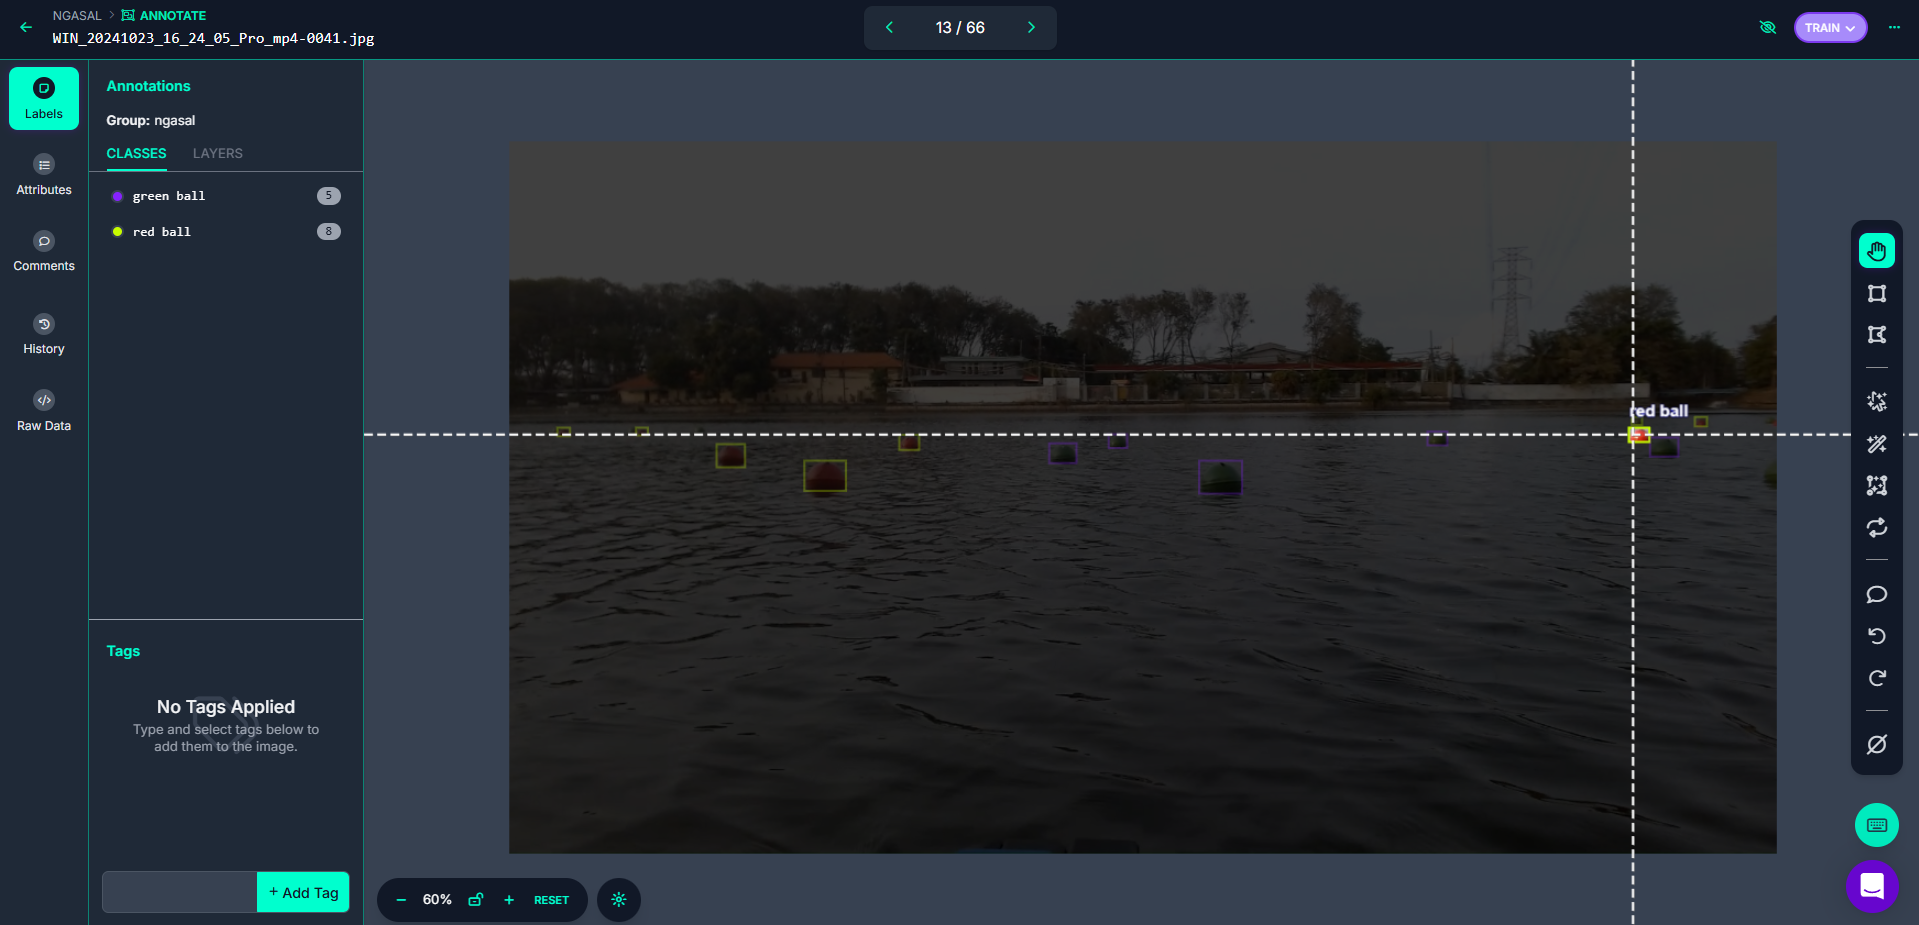 NGASAL > ANNOTATE
WIN_20241023_16_24_05_Pro_mp4-0041.jpg
13 / 66
TRAIN
Labels
Attributes
Comments
History
Raw Data
Annotations
Group: ngasal
CLASSES LAYERS
green ball 5
red ball 8
red ball
Tags
No Tags Applied
Type and select tags below to
add them to the image.
+ Add Tag
− 60% + RESET